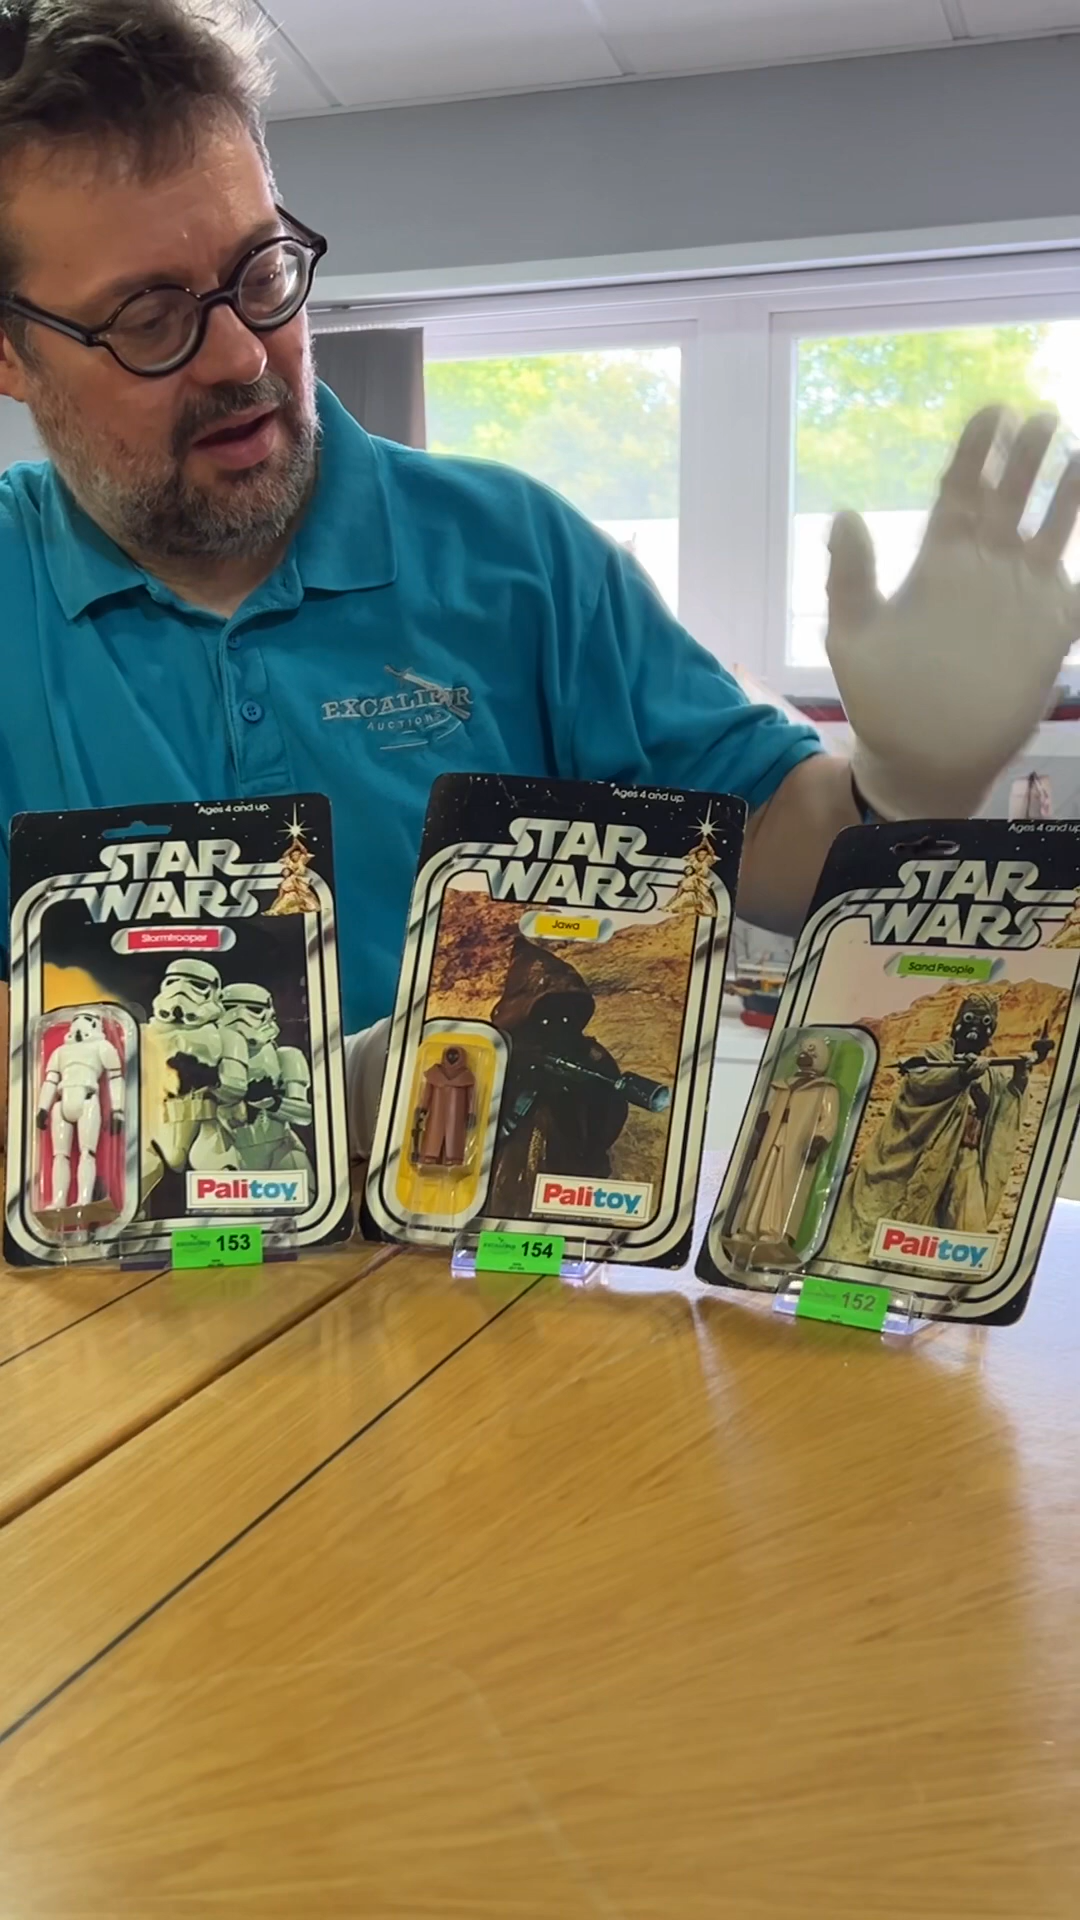 EXCALIBUR
AUCTIONS
Ages 4 and up.
STAR
WARS
Stormtrooper
Palitoy
153
Ages 4 and up.
STAR
WARS
Jawa
Palitoy
154
Ages 4 and up
STAR
WARS
Sand People
Palitoy
152